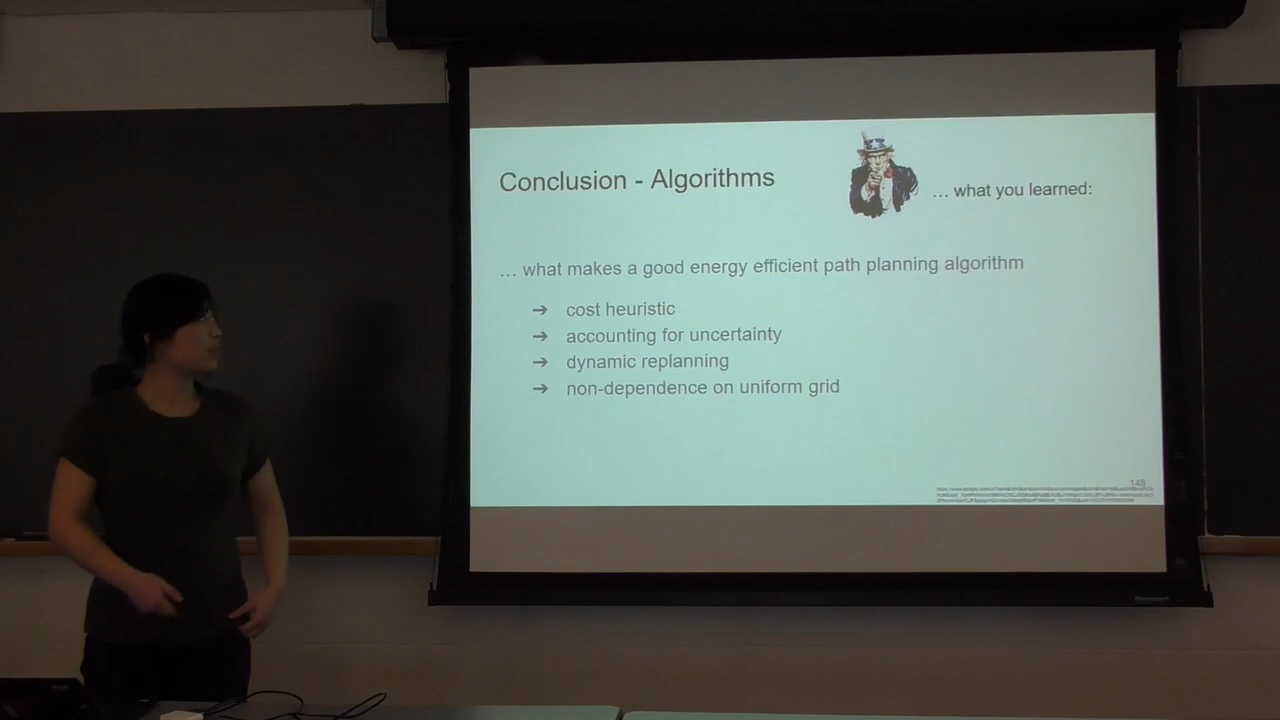 Conclusion - Algorithms
... what you learned:
... what makes a good energy efficient path planning algorithm
➔ cost heuristic
➔ accounting for uncertainty
➔ dynamic replanning
➔ non-dependence on uniform grid
148